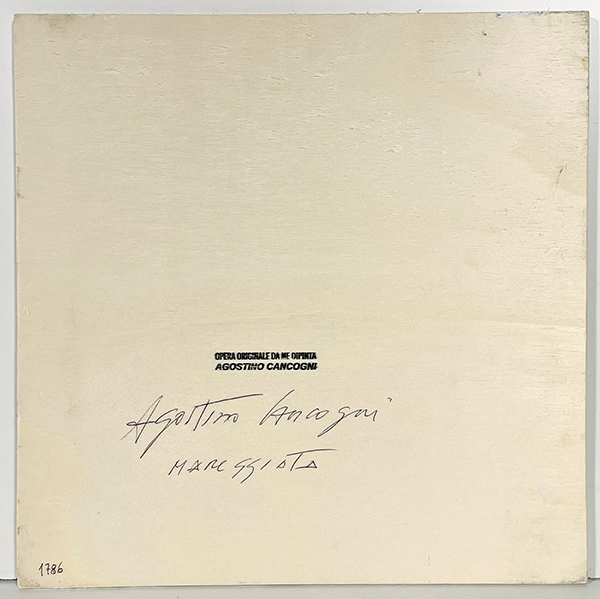 OPERA ORIGINALE DA ME DIPINTA
AGOSTINO CANCOGNI
Agostino Cancogni
MAREGGIATA
1786